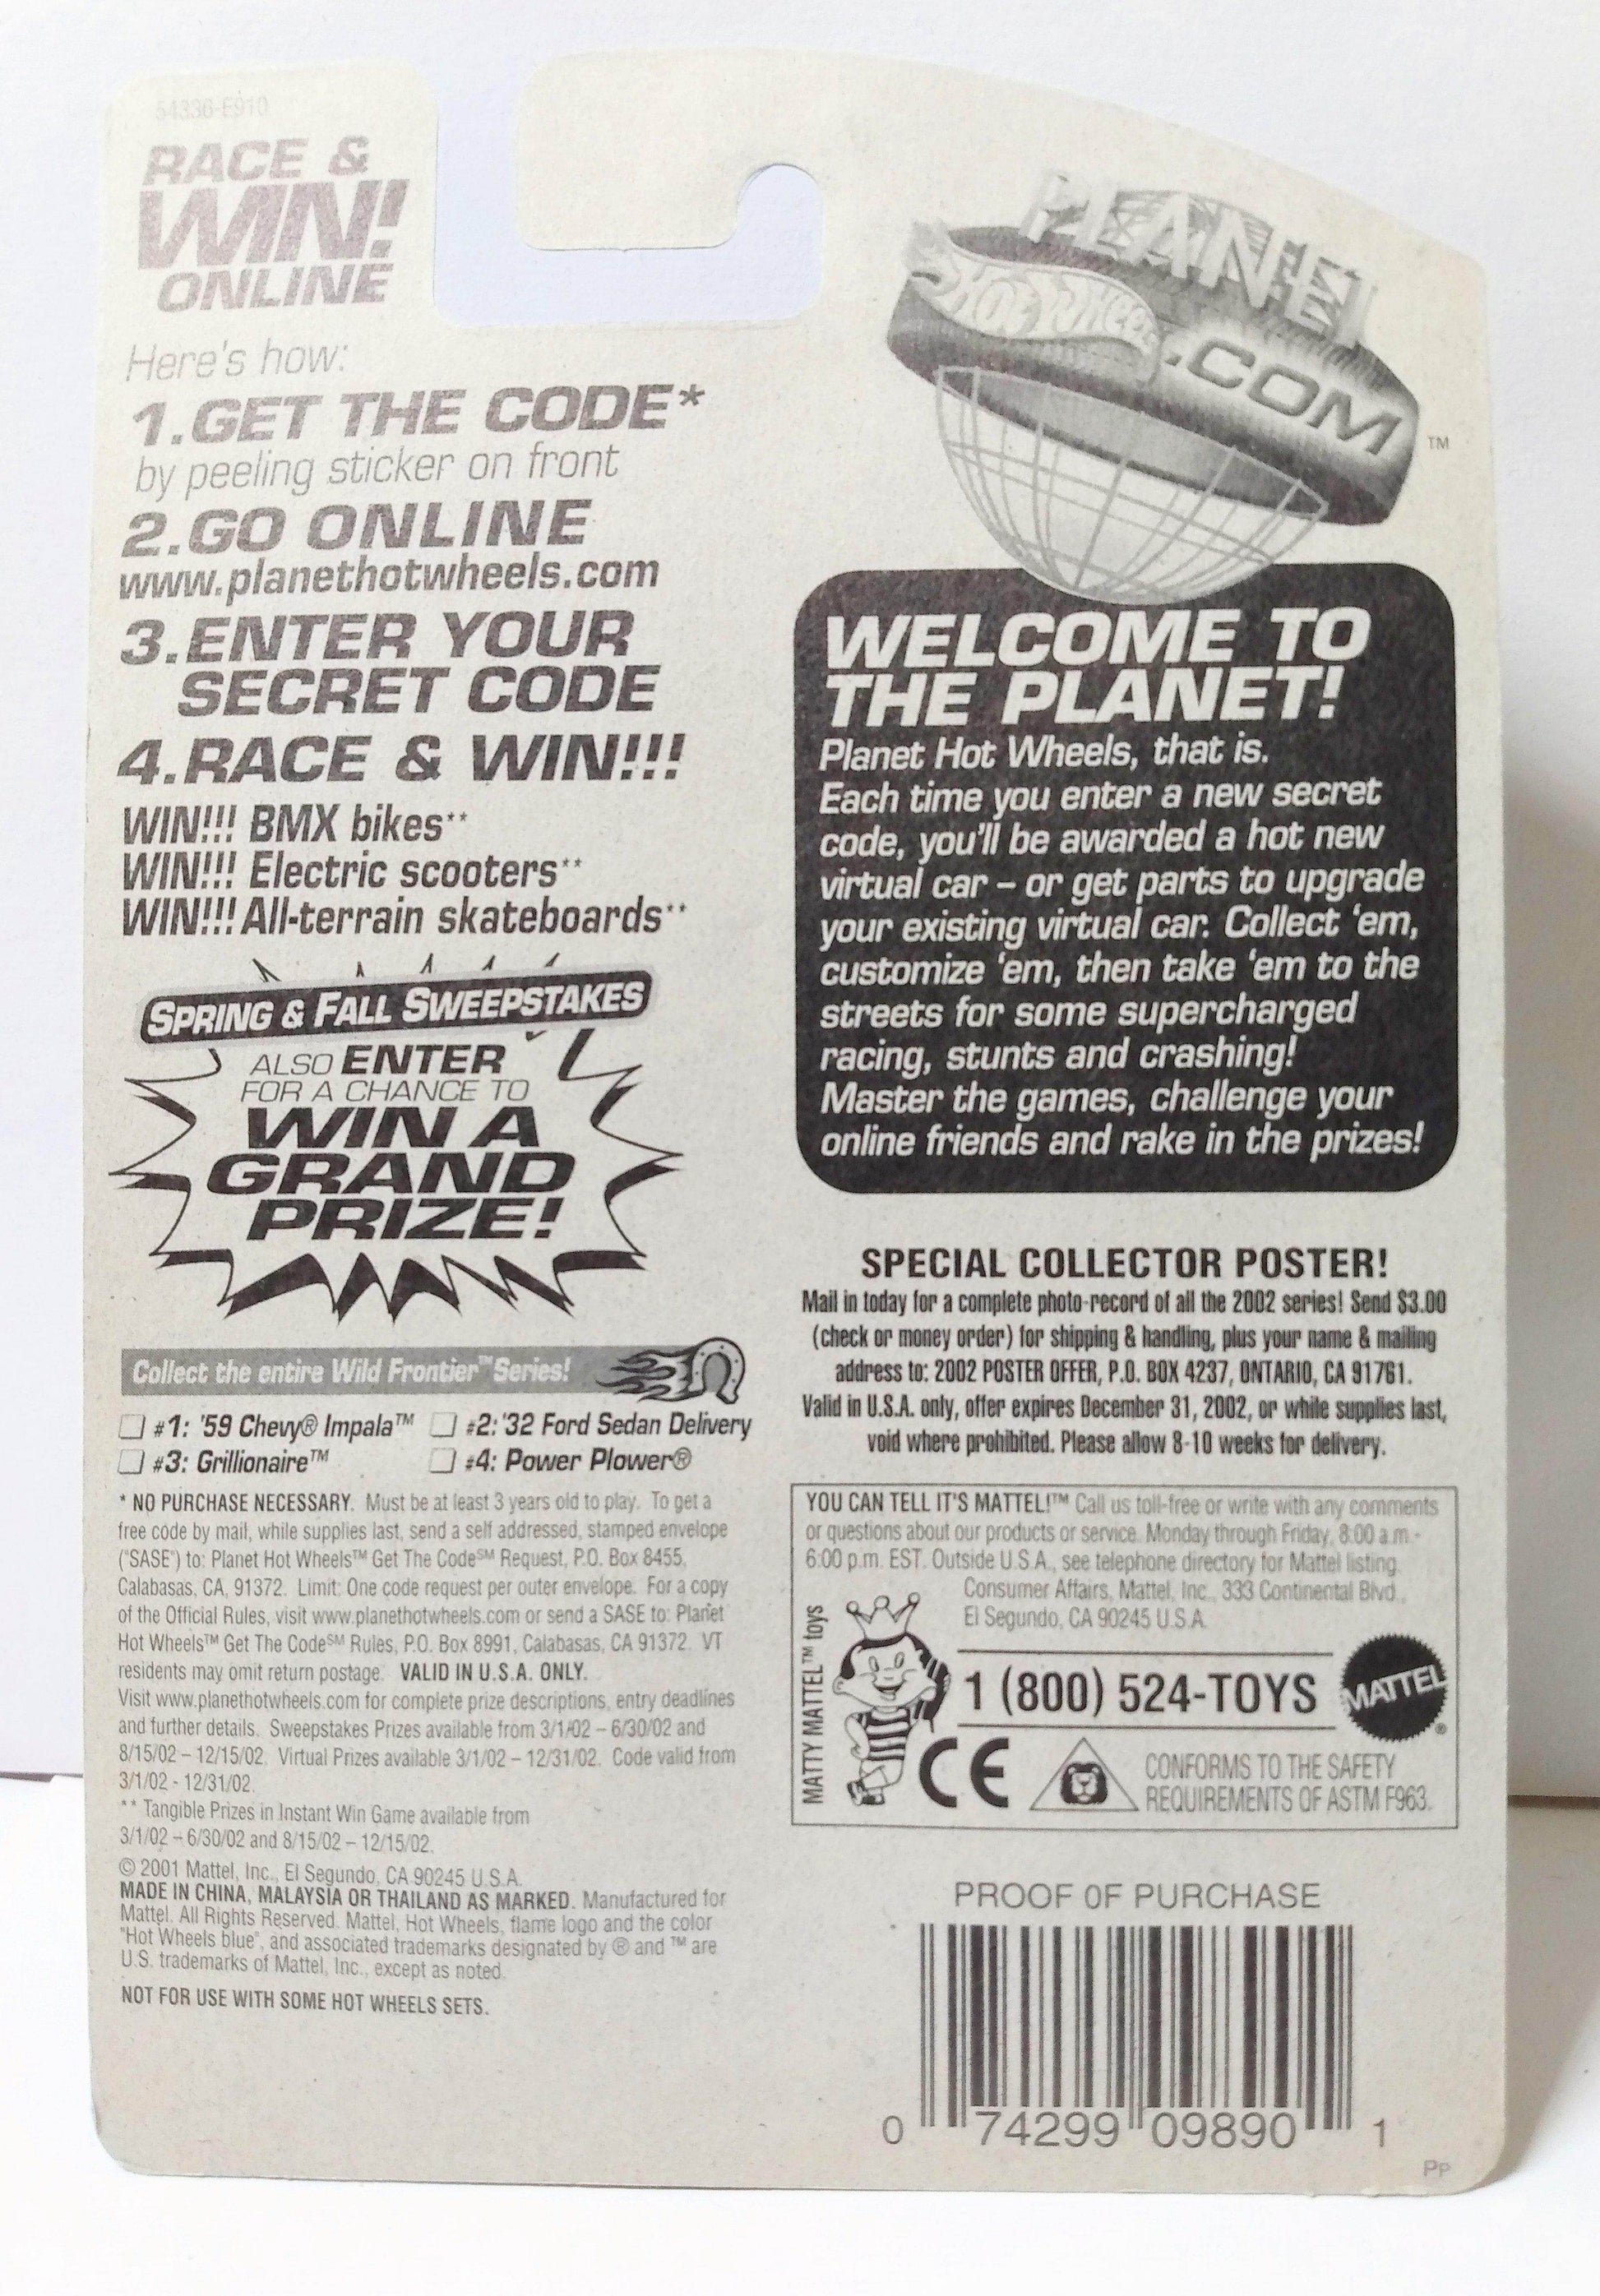 54336-E910
RACE &
WIN!
ONLINE
Here's how:
1.GET THE CODE*
by peeling sticker on front
2.GO ONLINE
www.planethotwheels.com
3.ENTER YOUR
SECRET CODE
4.RACE & WIN!!!
WIN!!! BMX bikes**
WIN!!! Electric scooters**
WIN!!! All-terrain skateboards**
SPRING & FALL SWEEPSTAKES
ALSO ENTER
FOR A CHANCE TO
WIN A
GRAND
PRIZE!
Collect the entire Wild Frontier™ Series!
#1: '59 Chevy® Impala™ #2: '32 Ford Sedan Delivery
#3: Grillionaire™ #4: Power Plower®
* NO PURCHASE NECESSARY. Must be at least 3 years old to play. To get a
free code by mail, while supplies last, send a self addressed, stamped envelope
("SASE") to: Planet Hot Wheels™ Get The Code℠ Request, P.O. Box 8455,
Calabasas, CA, 91372. Limit: One code request per outer envelope. For a copy
of the Official Rules, visit www.planethotwheels.com or send a SASE to: Planet
Hot Wheels™ Get The Code℠ Rules, P.O. Box 8991, Calabasas, CA 91372. VT
residents may omit return postage. VALID IN U.S.A. ONLY.
Visit www.planethotwheels.com for complete prize descriptions, entry deadlines
and further details. Sweepstakes Prizes available from 3/1/02 – 6/30/02 and
8/15/02 – 12/15/02. Virtual Prizes available 3/1/02 – 12/31/02. Code valid from
3/1/02 - 12/31/02.
** Tangible Prizes in Instant Win Game available from
3/1/02 – 6/30/02 and 8/15/02 – 12/15/02.
© 2001 Mattel, Inc., El Segundo, CA 90245 U.S.A.
MADE IN CHINA, MALAYSIA OR THAILAND AS MARKED. Manufactured for
Mattel. All Rights Reserved. Mattel, Hot Wheels, flame logo and the color
"Hot Wheels blue", and associated trademarks designated by ® and ™ are
U.S. trademarks of Mattel, Inc., except as noted.
NOT FOR USE WITH SOME HOT WHEELS SETS.
PLANET
Hot Wheels
.COM
TM
WELCOME TO
THE PLANET!
Planet Hot Wheels, that is.
Each time you enter a new secret
code, you'll be awarded a hot new
virtual car – or get parts to upgrade
your existing virtual car. Collect 'em,
customize 'em, then take 'em to the
streets for some supercharged
racing, stunts and crashing!
Master the games, challenge your
online friends and rake in the prizes!
SPECIAL COLLECTOR POSTER!
Mail in today for a complete photo-record of all the 2002 series! Send $3.00
(check or money order) for shipping & handling, plus your name & mailing
address to: 2002 POSTER OFFER, P.O. BOX 4237, ONTARIO, CA 91761.
Valid in U.S.A. only, offer expires December 31, 2002, or while supplies last,
void where prohibited. Please allow 8-10 weeks for delivery.
YOU CAN TELL IT'S MATTEL!™ Call us toll-free or write with any comments
or questions about our products or service. Monday through Friday, 8:00 a.m -
6:00 p.m. EST. Outside U.S.A., see telephone directory for Mattel listing.
Consumer Affairs, Mattel, Inc., 333 Continental Blvd.,
El Segundo, CA 90245 U.S.A.
MATTY MATTEL™ toys
1 (800) 524-TOYS
MATTEL®
CE
CONFORMS TO THE SAFETY
REQUIREMENTS OF ASTM F963.
PROOF OF PURCHASE
0 74299 09890 1
PP